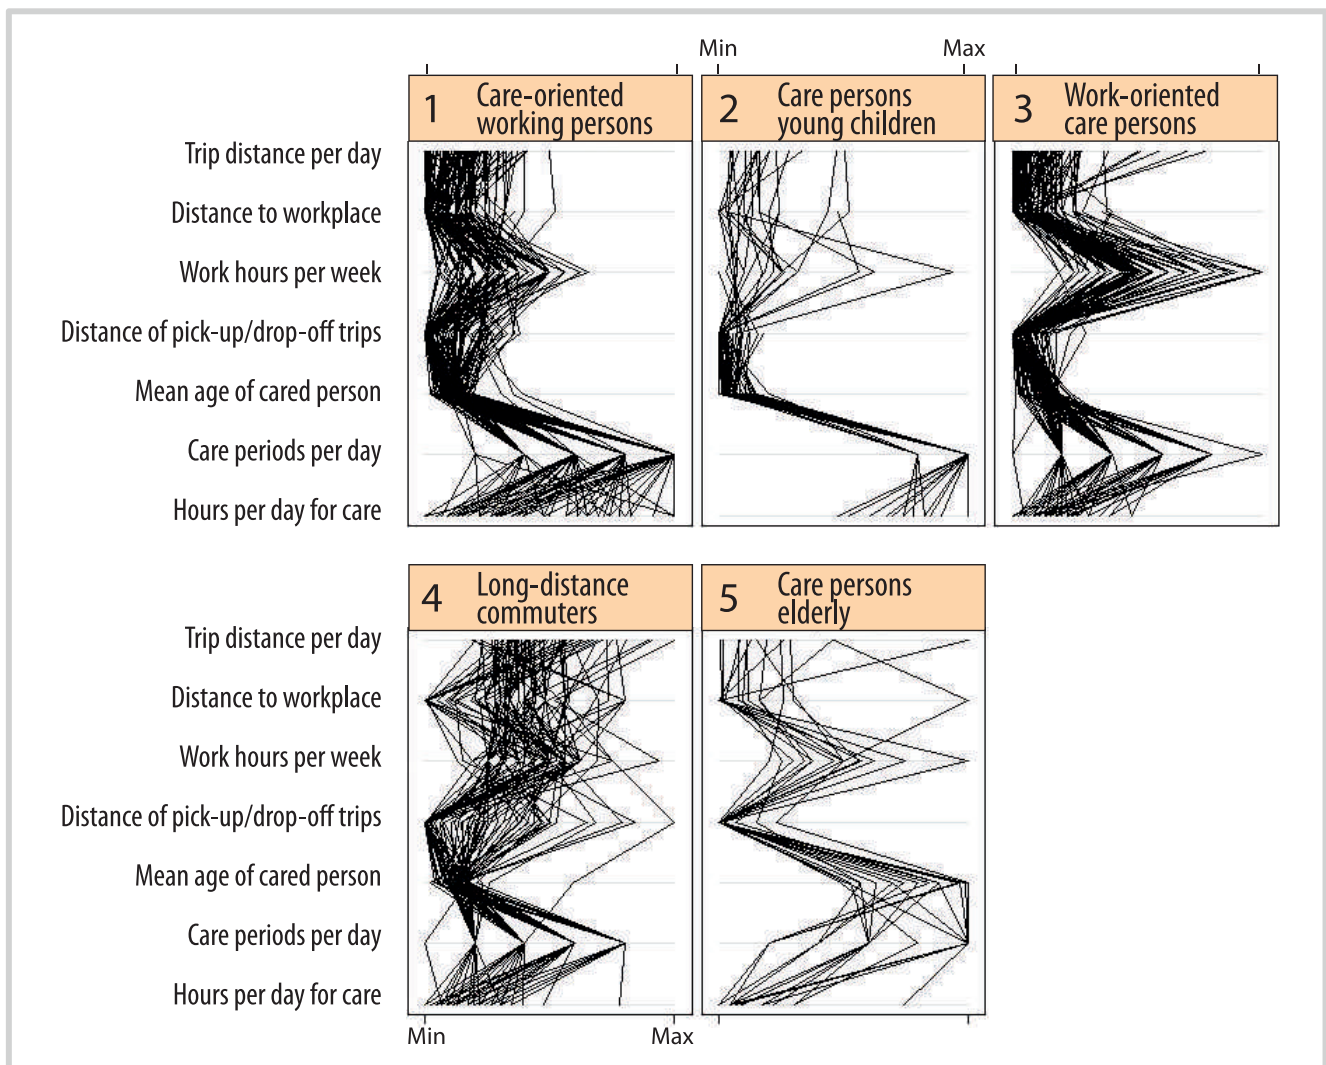 Min Max
1 Care-oriented
working persons
2 Care persons
young children
3 Work-oriented
care persons
Trip distance per day
Distance to workplace
Work hours per week
Distance of pick-up/drop-off trips
Mean age of cared person
Care periods per day
Hours per day for care
4 Long-distance
commuters
5 Care persons
elderly
Trip distance per day
Distance to workplace
Work hours per week
Distance of pick-up/drop-off trips
Mean age of cared person
Care periods per day
Hours per day for care
Min Max